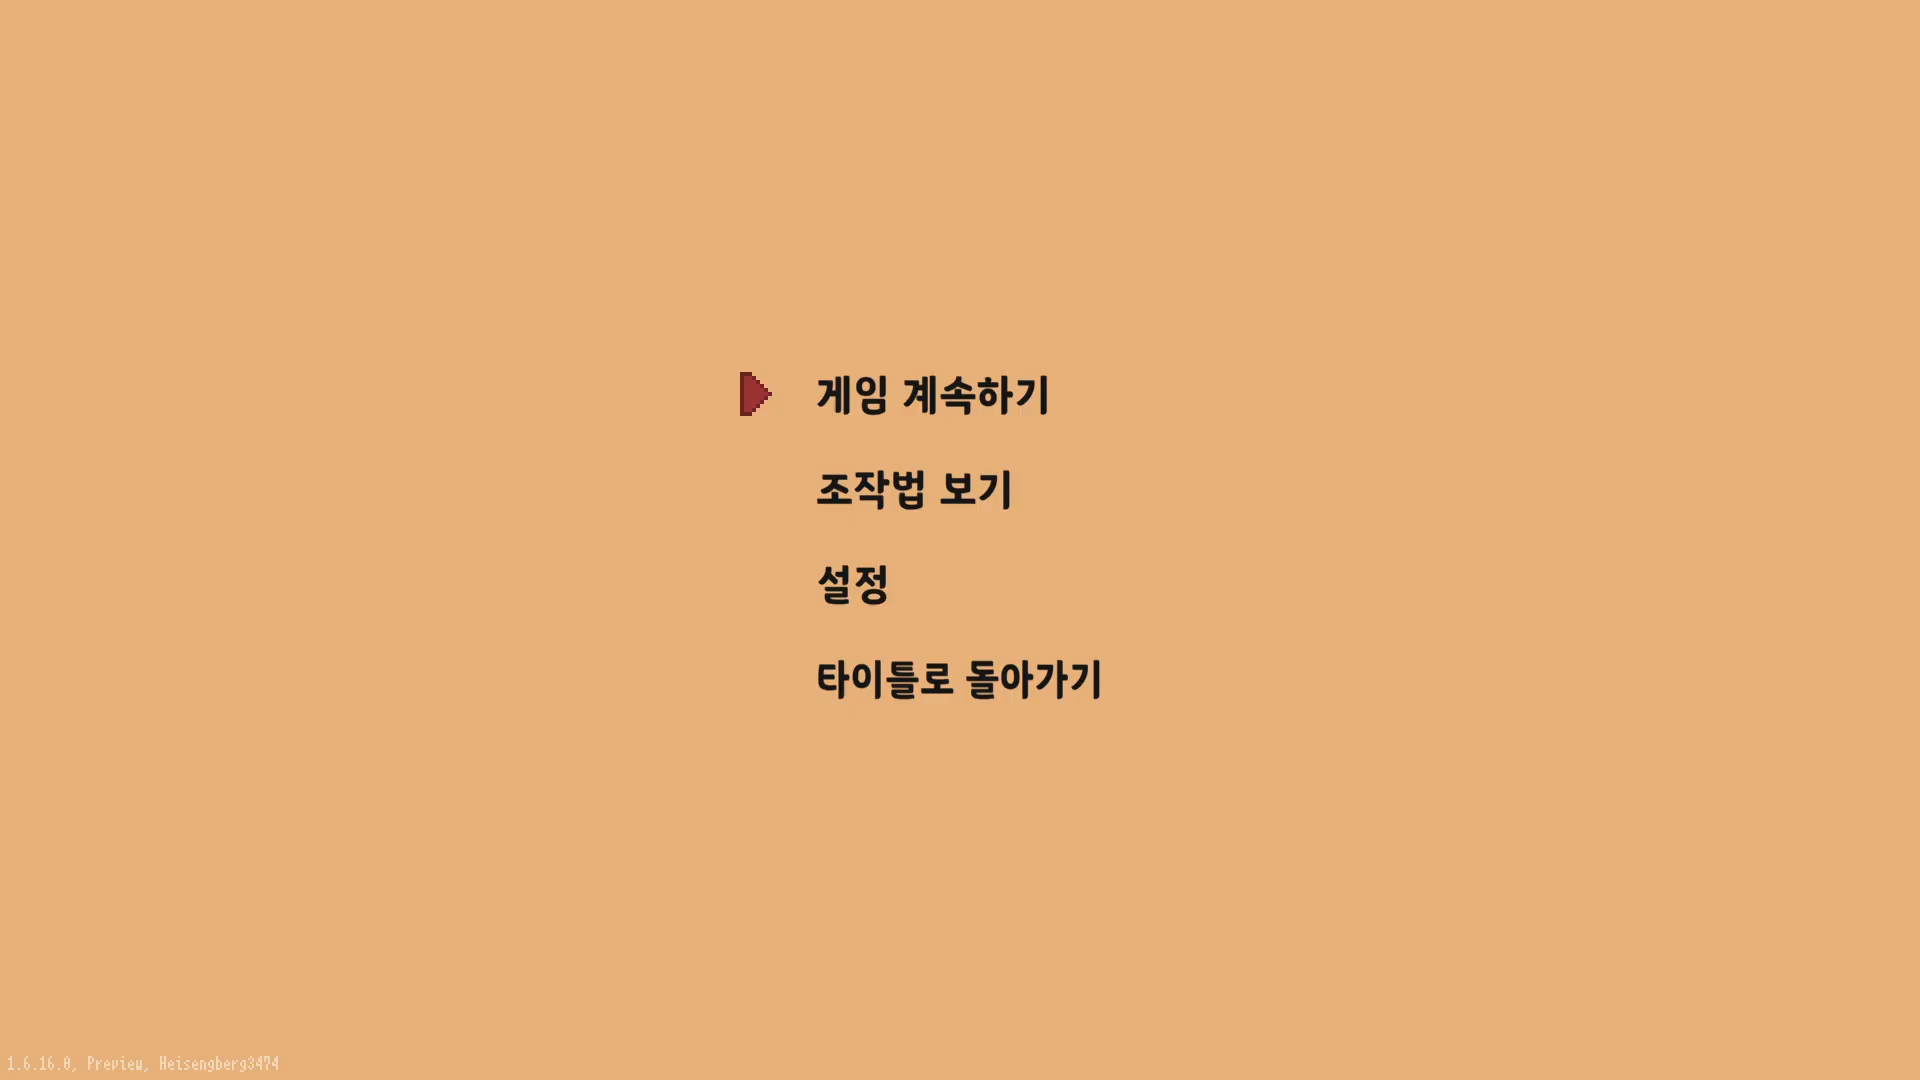 게임 계속하기
조작법 보기
설정
타이틀로 돌아가기
1.6.16.0, Preview, Heisengberg3474